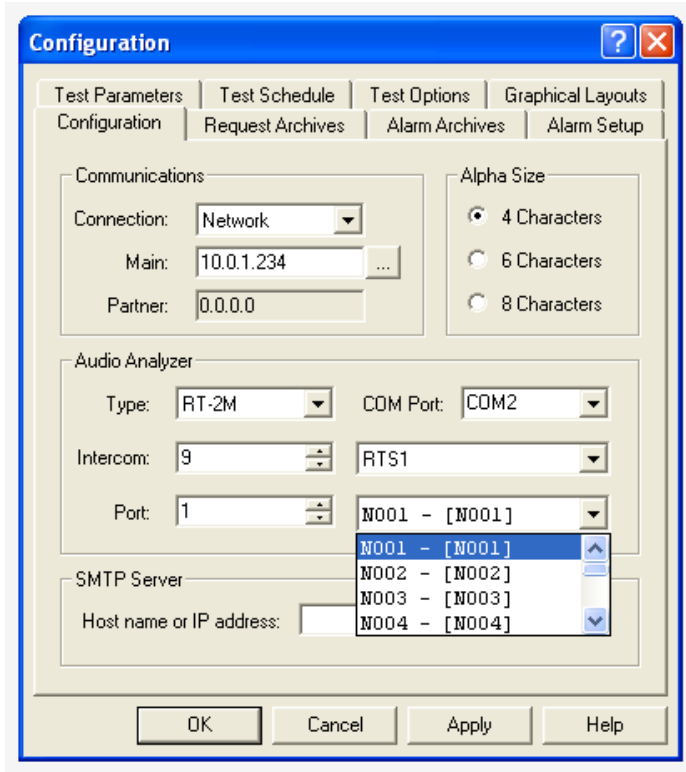 Configuration
Test Parameters Test Schedule Test Options Graphical Layouts
Configuration Request Archives Alarm Archives Alarm Setup
Communications
Connection: Network
Main: 10.0.1.234 ...
Partner: 0.0.0.0
Alpha Size
4 Characters
6 Characters
8 Characters
Audio Analyzer
Type: RT-2M COM Port: COM2
Intercom: 9 RTS1
Port: 1 N001 - [N001]
N001 - [N001]
N002 - [N002]
N003 - [N003]
N004 - [N004]
SMTP Server
Host name or IP address:
OK Cancel Apply Help